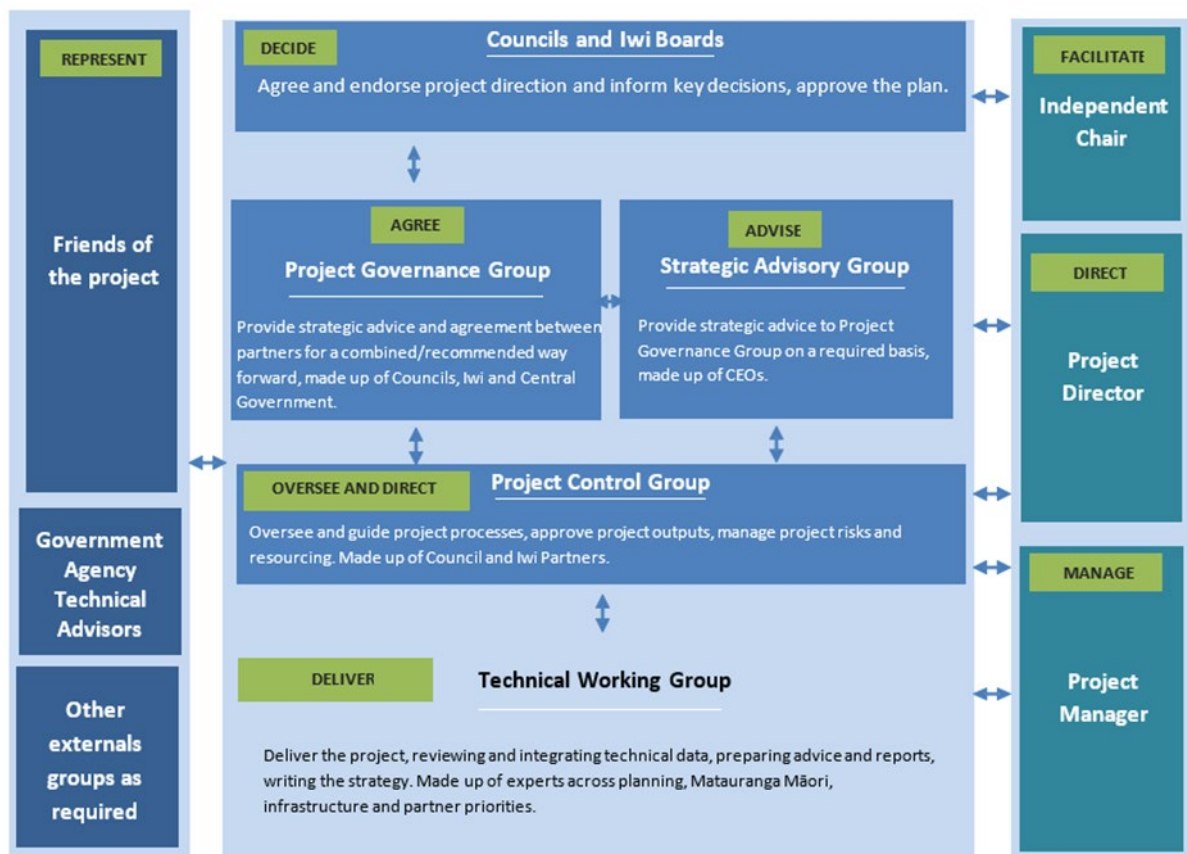 REPRESENT
Friends of
the project
Government
Agency
Technical
Advisors
Other
externals
groups as
required
DECIDE
Councils and Iwi Boards
Agree and endorse project direction and inform key decisions, approve the plan.
AGREE
Project Governance Group
Provide strategic advice and agreement between
partners for a combined/recommended way
forward, made up of Councils, Iwi and Central
Government.
ADVISE
Strategic Advisory Group
Provide strategic advice to Project
Governance Group on a required basis,
made up of CEOs.
OVERSEE AND DIRECT
Project Control Group
Oversee and guide project processes, approve project outputs, manage project risks and
resourcing. Made up of Council and Iwi Partners.
DELIVER
Technical Working Group
Deliver the project, reviewing and integrating technical data, preparing advice and reports,
writing the strategy. Made up of experts across planning, Matauranga Māori,
infrastructure and partner priorities.
FACILITATE
Independent
Chair
DIRECT
Project
Director
MANAGE
Project
Manager